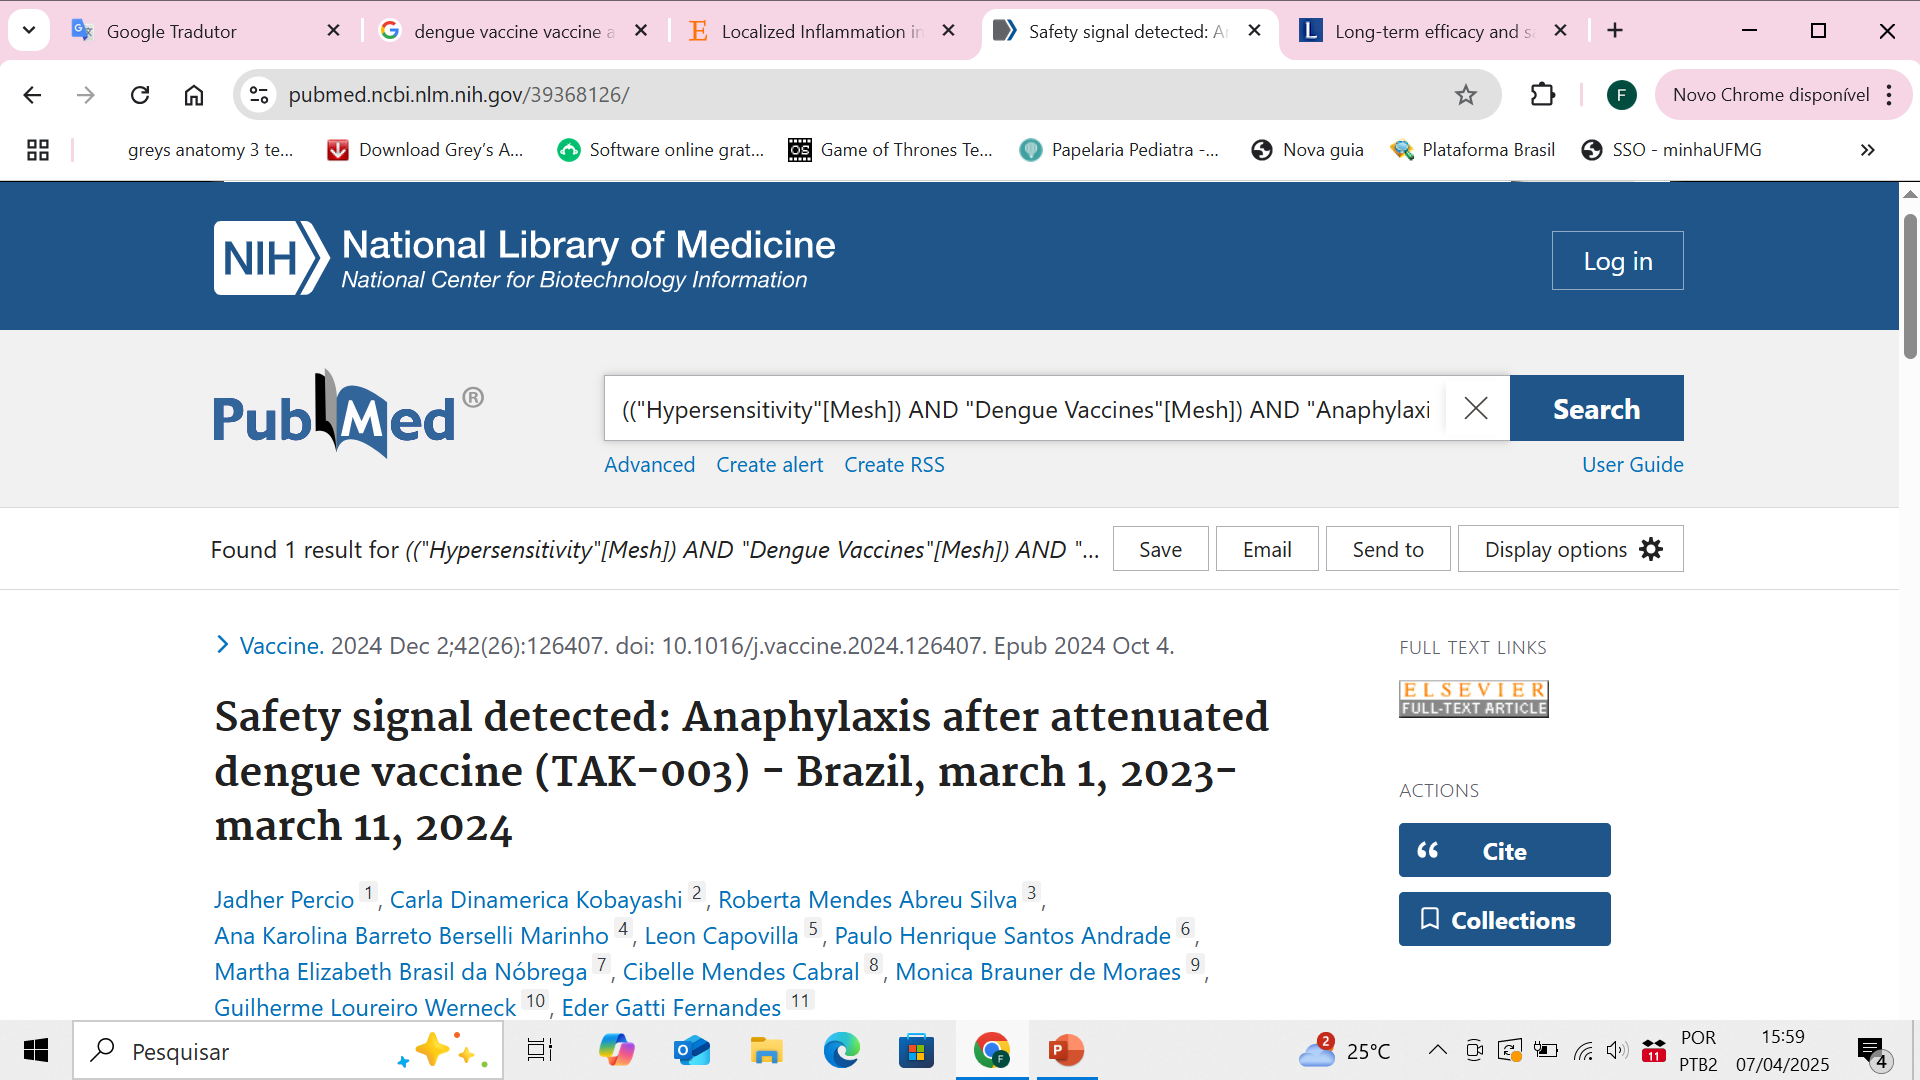 Google Tradutor
dengue vaccine vaccine a
Localized Inflammation in
Safety signal detected: An
Long-term efficacy and sa
pubmed.ncbi.nlm.nih.gov/39368126/
F
Novo Chrome disponível
greys anatomy 3 te...
Download Grey's A...
Software online grat...
Game of Thrones Te...
Papelaria Pediatra -...
Nova guia
Plataforma Brasil
SSO - minhaUFMG
NIH
National Library of Medicine
National Center for Biotechnology Information
Log in
PubMed®
(("Hypersensitivity"[Mesh]) AND "Dengue Vaccines"[Mesh]) AND "Anaphylaxi
Search
Advanced
Create alert
Create RSS
User Guide
Found 1 result for (("Hypersensitivity"[Mesh]) AND "Dengue Vaccines"[Mesh]) AND "...
Save
Email
Send to
Display options
Vaccine. 2024 Dec 2;42(26):126407. doi: 10.1016/j.vaccine.2024.126407. Epub 2024 Oct 4.
Safety signal detected: Anaphylaxis after attenuated
dengue vaccine (TAK-003) - Brazil, march 1, 2023-
march 11, 2024
Jadher Percio 1, Carla Dinamerica Kobayashi 2, Roberta Mendes Abreu Silva 3,
Ana Karolina Barreto Berselli Marinho 4, Leon Capovilla 5, Paulo Henrique Santos Andrade 6,
Martha Elizabeth Brasil da Nóbrega 7, Cibelle Mendes Cabral 8, Monica Brauner de Moraes 9,
Guilherme Loureiro Werneck 10, Eder Gatti Fernandes 11
FULL TEXT LINKS
ELSEVIER
FULL-TEXT ARTICLE
ACTIONS
Cite
Collections
Pesquisar
2
25°C
11
POR
PTB2
15:59
07/04/2025
4